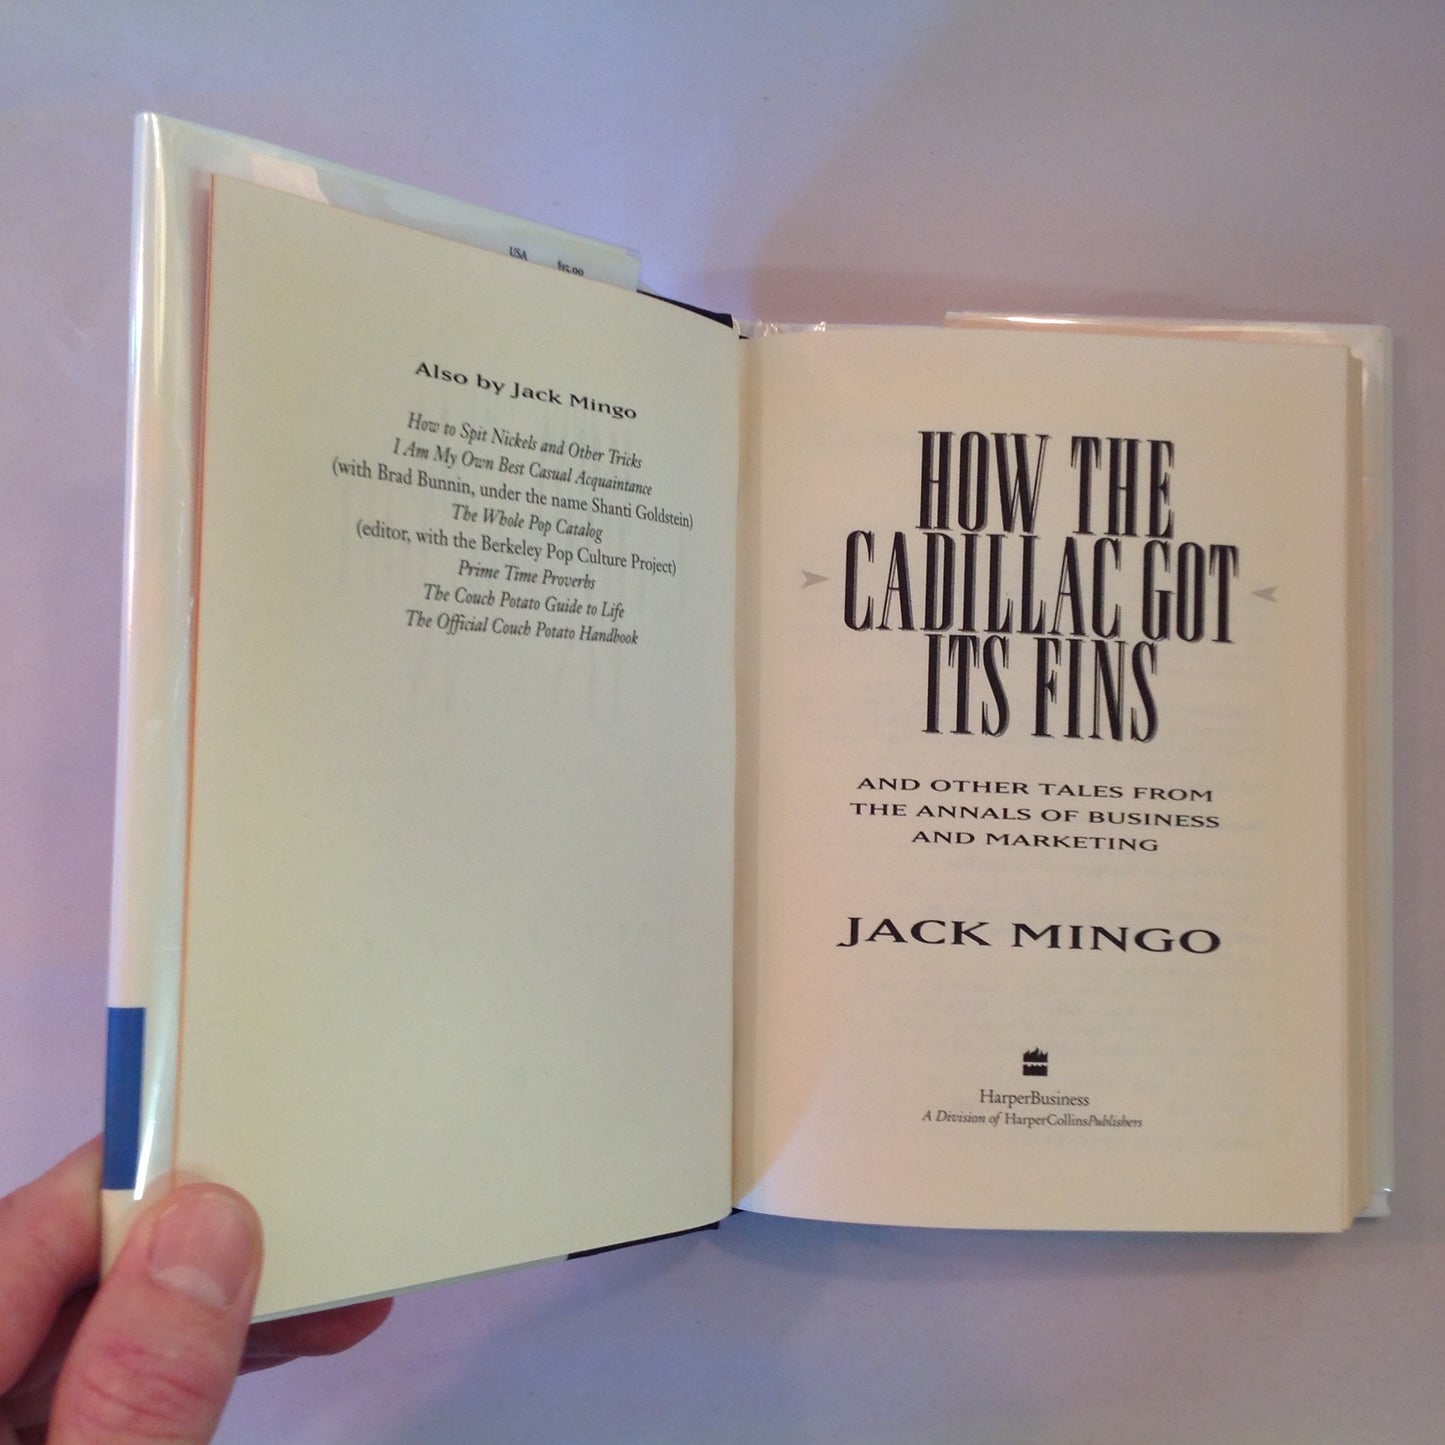 USA $15.00
Also by Jack Mingo
How to Spit Nickels and Other Tricks
I Am My Own Best Casual Acquaintance
(with Brad Bunnin, under the name Shanti Goldstein)
The Whole Pop Catalog
(editor, with the Berkeley Pop Culture Project)
Prime Time Proverbs
The Couch Potato Guide to Life
The Official Couch Potato Handbook
HOW THE
CADILLAC GOT
ITS FINS
AND OTHER TALES FROM
THE ANNALS OF BUSINESS
AND MARKETING
JACK MINGO
HarperBusiness
A Division of HarperCollinsPublishers